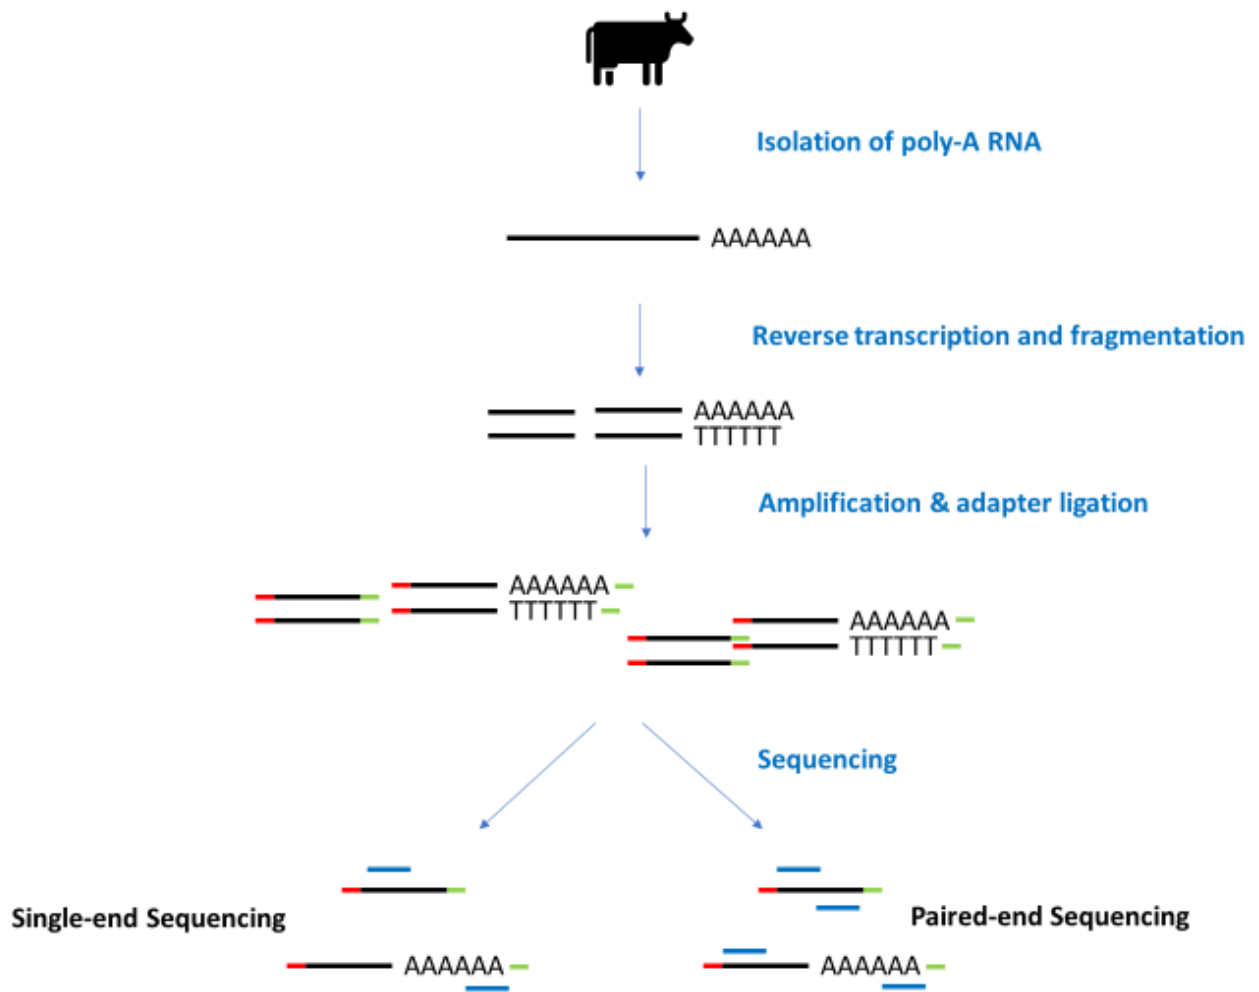 Isolation of poly-A RNA
AAAAAA
Reverse transcription and fragmentation
AAAAAA
TTTTTT
Amplification & adapter ligation
AAAAAA
TTTTTT
AAAAAA
TTTTTT
Sequencing
Single-end Sequencing
Paired-end Sequencing
AAAAAA
AAAAAA